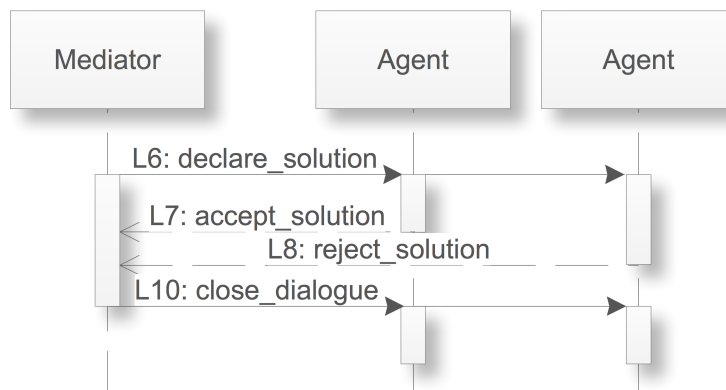 Mediator
Agent
Agent
L6: declare_solution
L7: accept_solution
L8: reject_solution
L10: close_dialogue